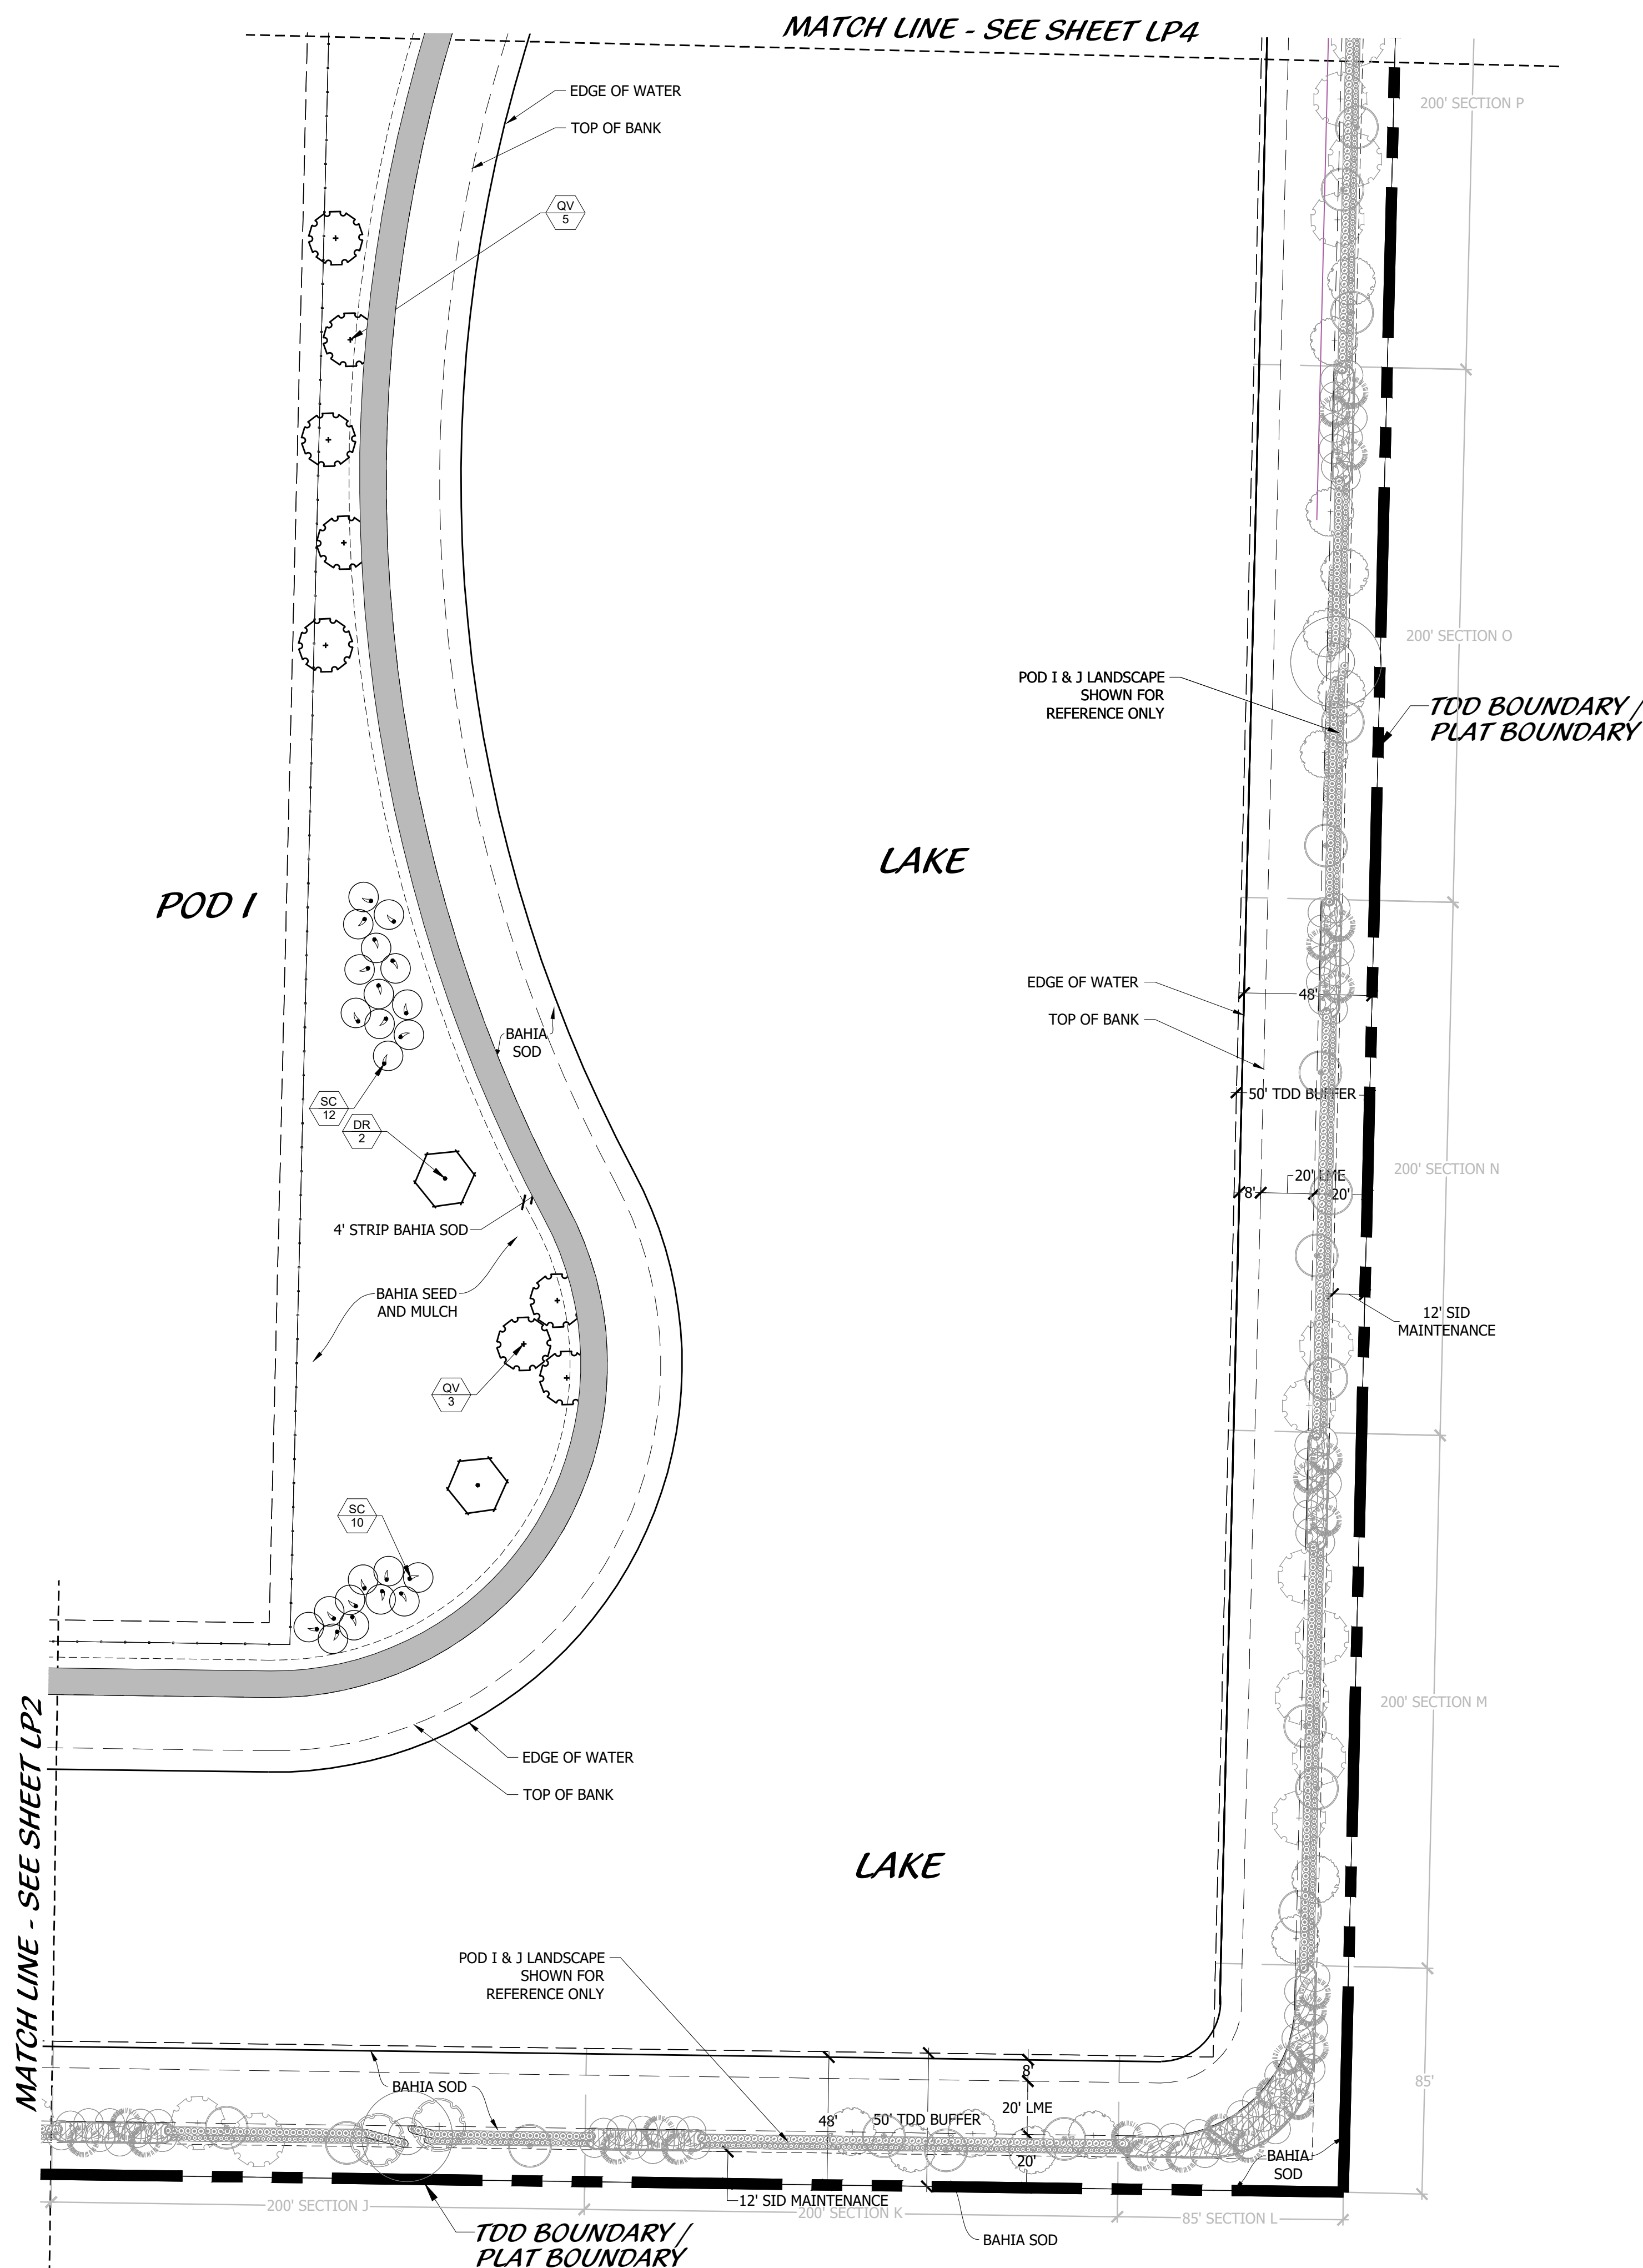 MATCH LINE - SEE SHEET LP4
EDGE OF WATER
TOP OF BANK
200' SECTION P
QV
5
200' SECTION O
POD I & J LANDSCAPE
SHOWN FOR
REFERENCE ONLY
TDD BOUNDARY /
PLAT BOUNDARY
LAKE
POD I
EDGE OF WATER
48'
TOP OF BANK
BAHIA
SOD
50' TDD BUFFER
SC
12
DR
2
200' SECTION N
20' LME
8'
20'
4' STRIP BAHIA SOD
BAHIA SEED
AND MULCH
12' SID
MAINTENANCE
QV
3
SC
10
200' SECTION M
MATCH LINE - SEE SHEET LP2
EDGE OF WATER
TOP OF BANK
LAKE
POD I & J LANDSCAPE
SHOWN FOR
REFERENCE ONLY
8'
85'
BAHIA SOD
20' LME
48'
50' TDD BUFFER
20'
BAHIA
SOD
12' SID MAINTENANCE
200' SECTION J
200' SECTION K
85' SECTION L
TDD BOUNDARY /
PLAT BOUNDARY
BAHIA SOD